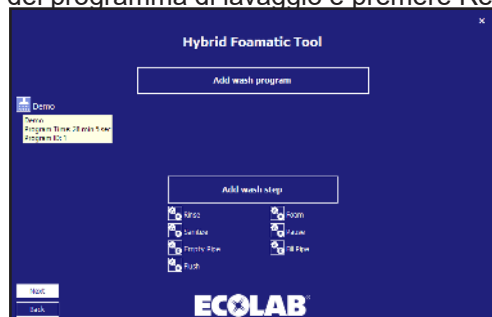 del programma di lavaggio e premere Re
×
Hybrid Foamatic Tool
Add wash program
Demo
Demo
Program Time: 28 min 5 sec
Program ID: 1
Add wash step
Rinse
Foam
Sanitize
Pause
Empty Pipe
Fill Pipe
Flush
Next
Back
ECOLAB